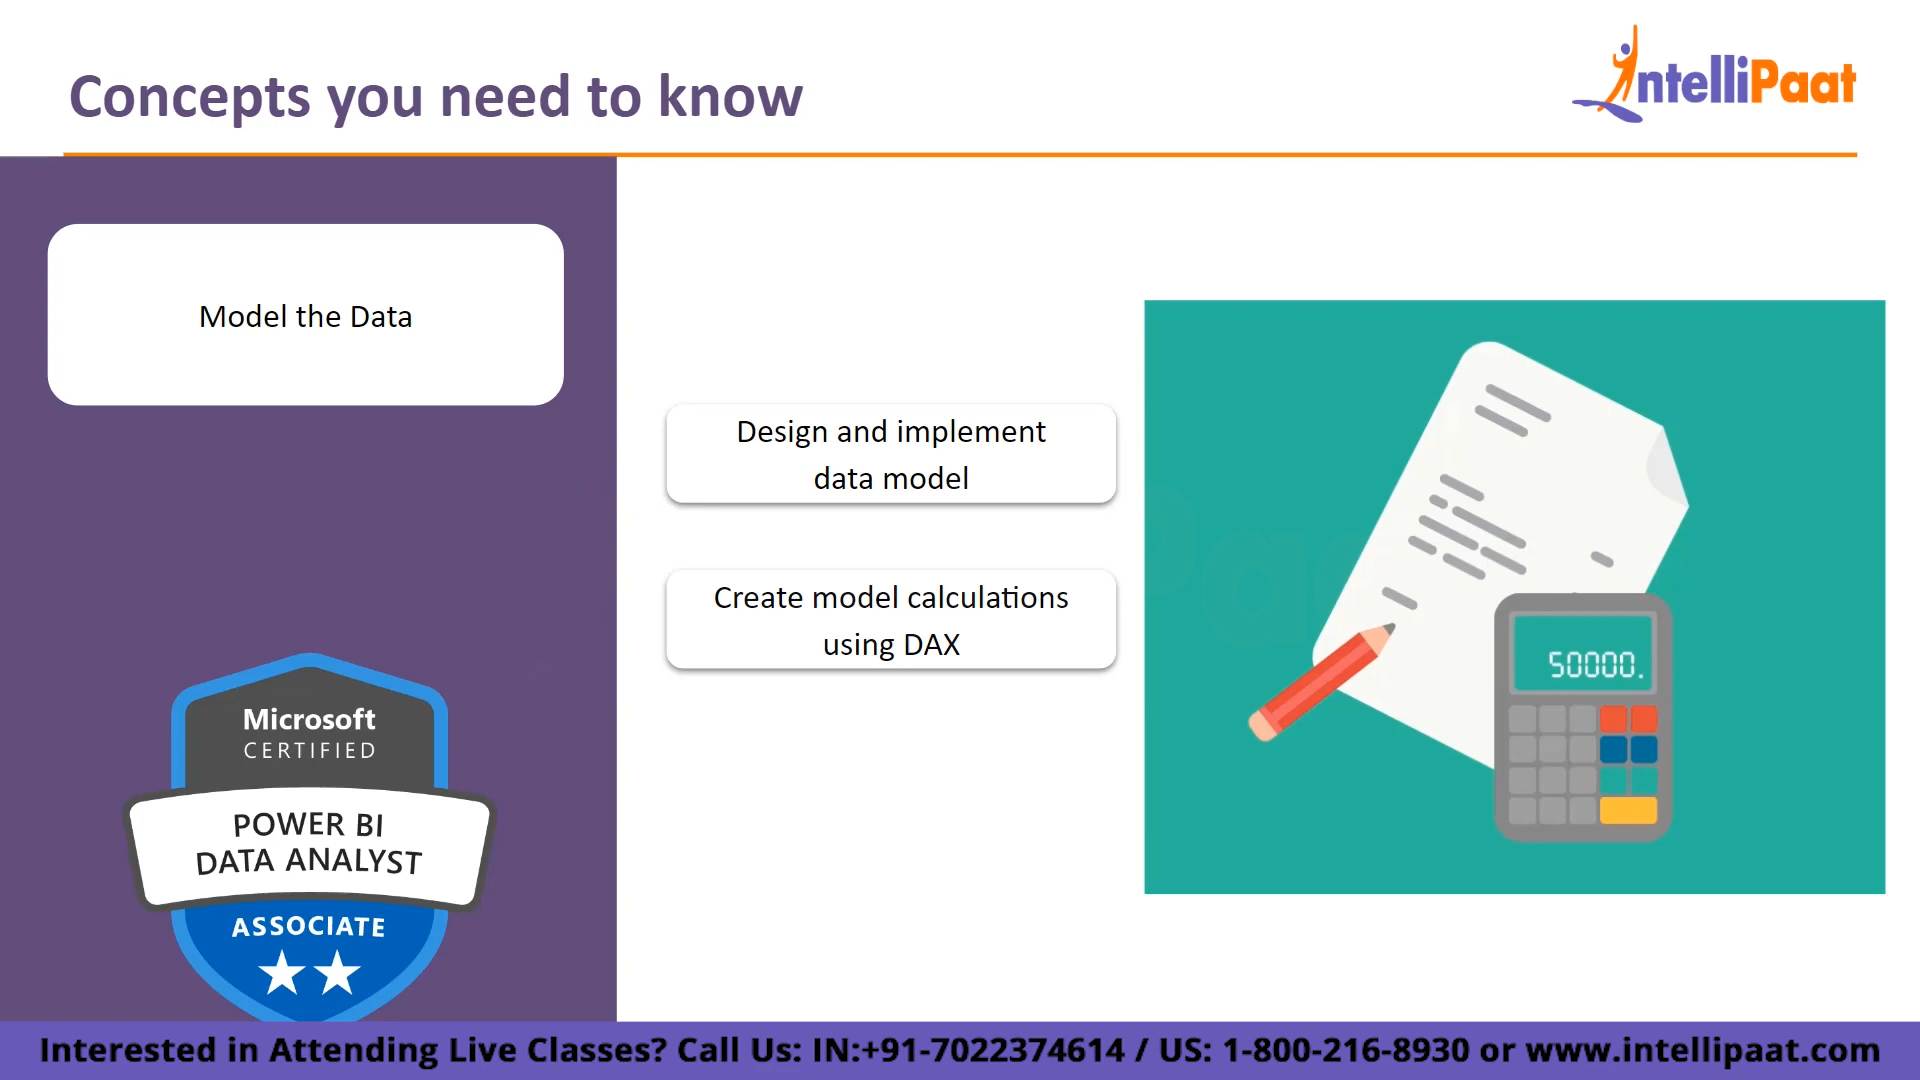 Concepts you need to know
IntelliPaat
Model the Data
Design and implement
data model
Create model calculations
using DAX
50000.
Microsoft
CERTIFIED
POWER BI
DATA ANALYST
ASSOCIATE
Interested in Attending Live Classes? Call Us: IN:+91-7022374614 / US: 1-800-216-8930 or www.intellipaat.com